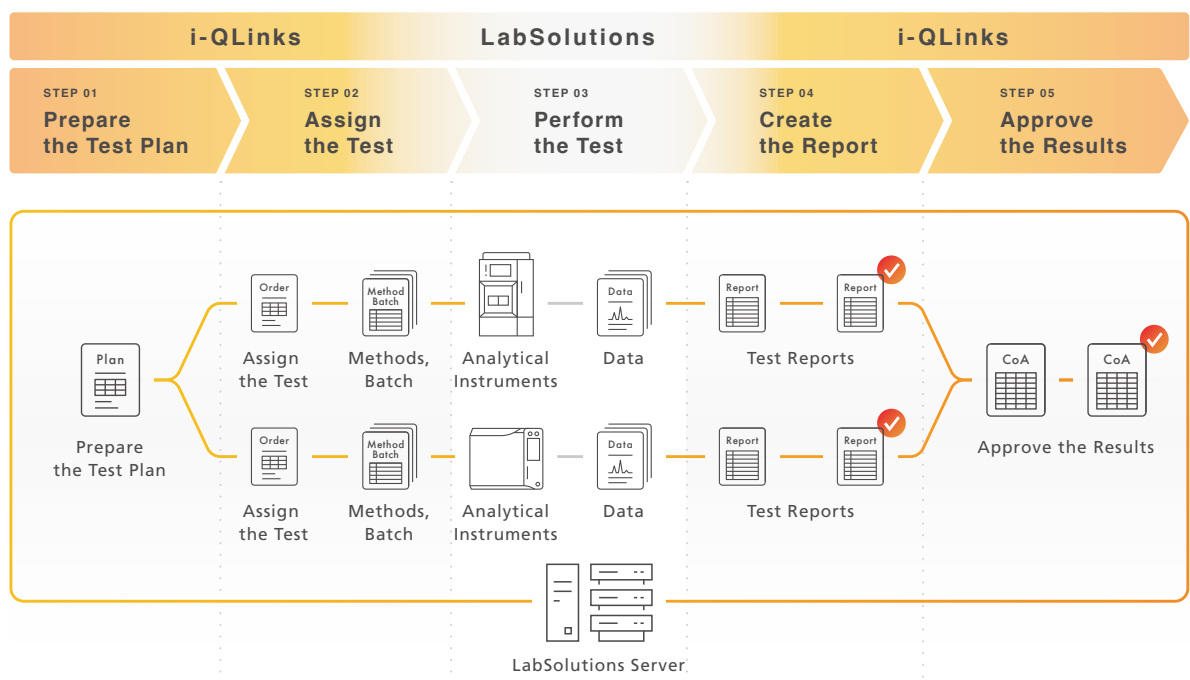 i-QLinks
LabSolutions
i-QLinks
STEP 01
Prepare
the Test Plan
STEP 02
Assign
the Test
STEP 03
Perform
the Test
STEP 04
Create
the Report
STEP 05
Approve
the Results
Plan
Prepare
the Test Plan
Order
Assign
the Test
Method
Batch
Methods,
Batch
Analytical
Instruments
Data
Data
Report
Report
Test Reports
Order
Assign
the Test
Method
Batch
Methods,
Batch
Analytical
Instruments
Data
Data
Report
Report
Test Reports
CoA
CoA
Approve the Results
LabSolutions Server